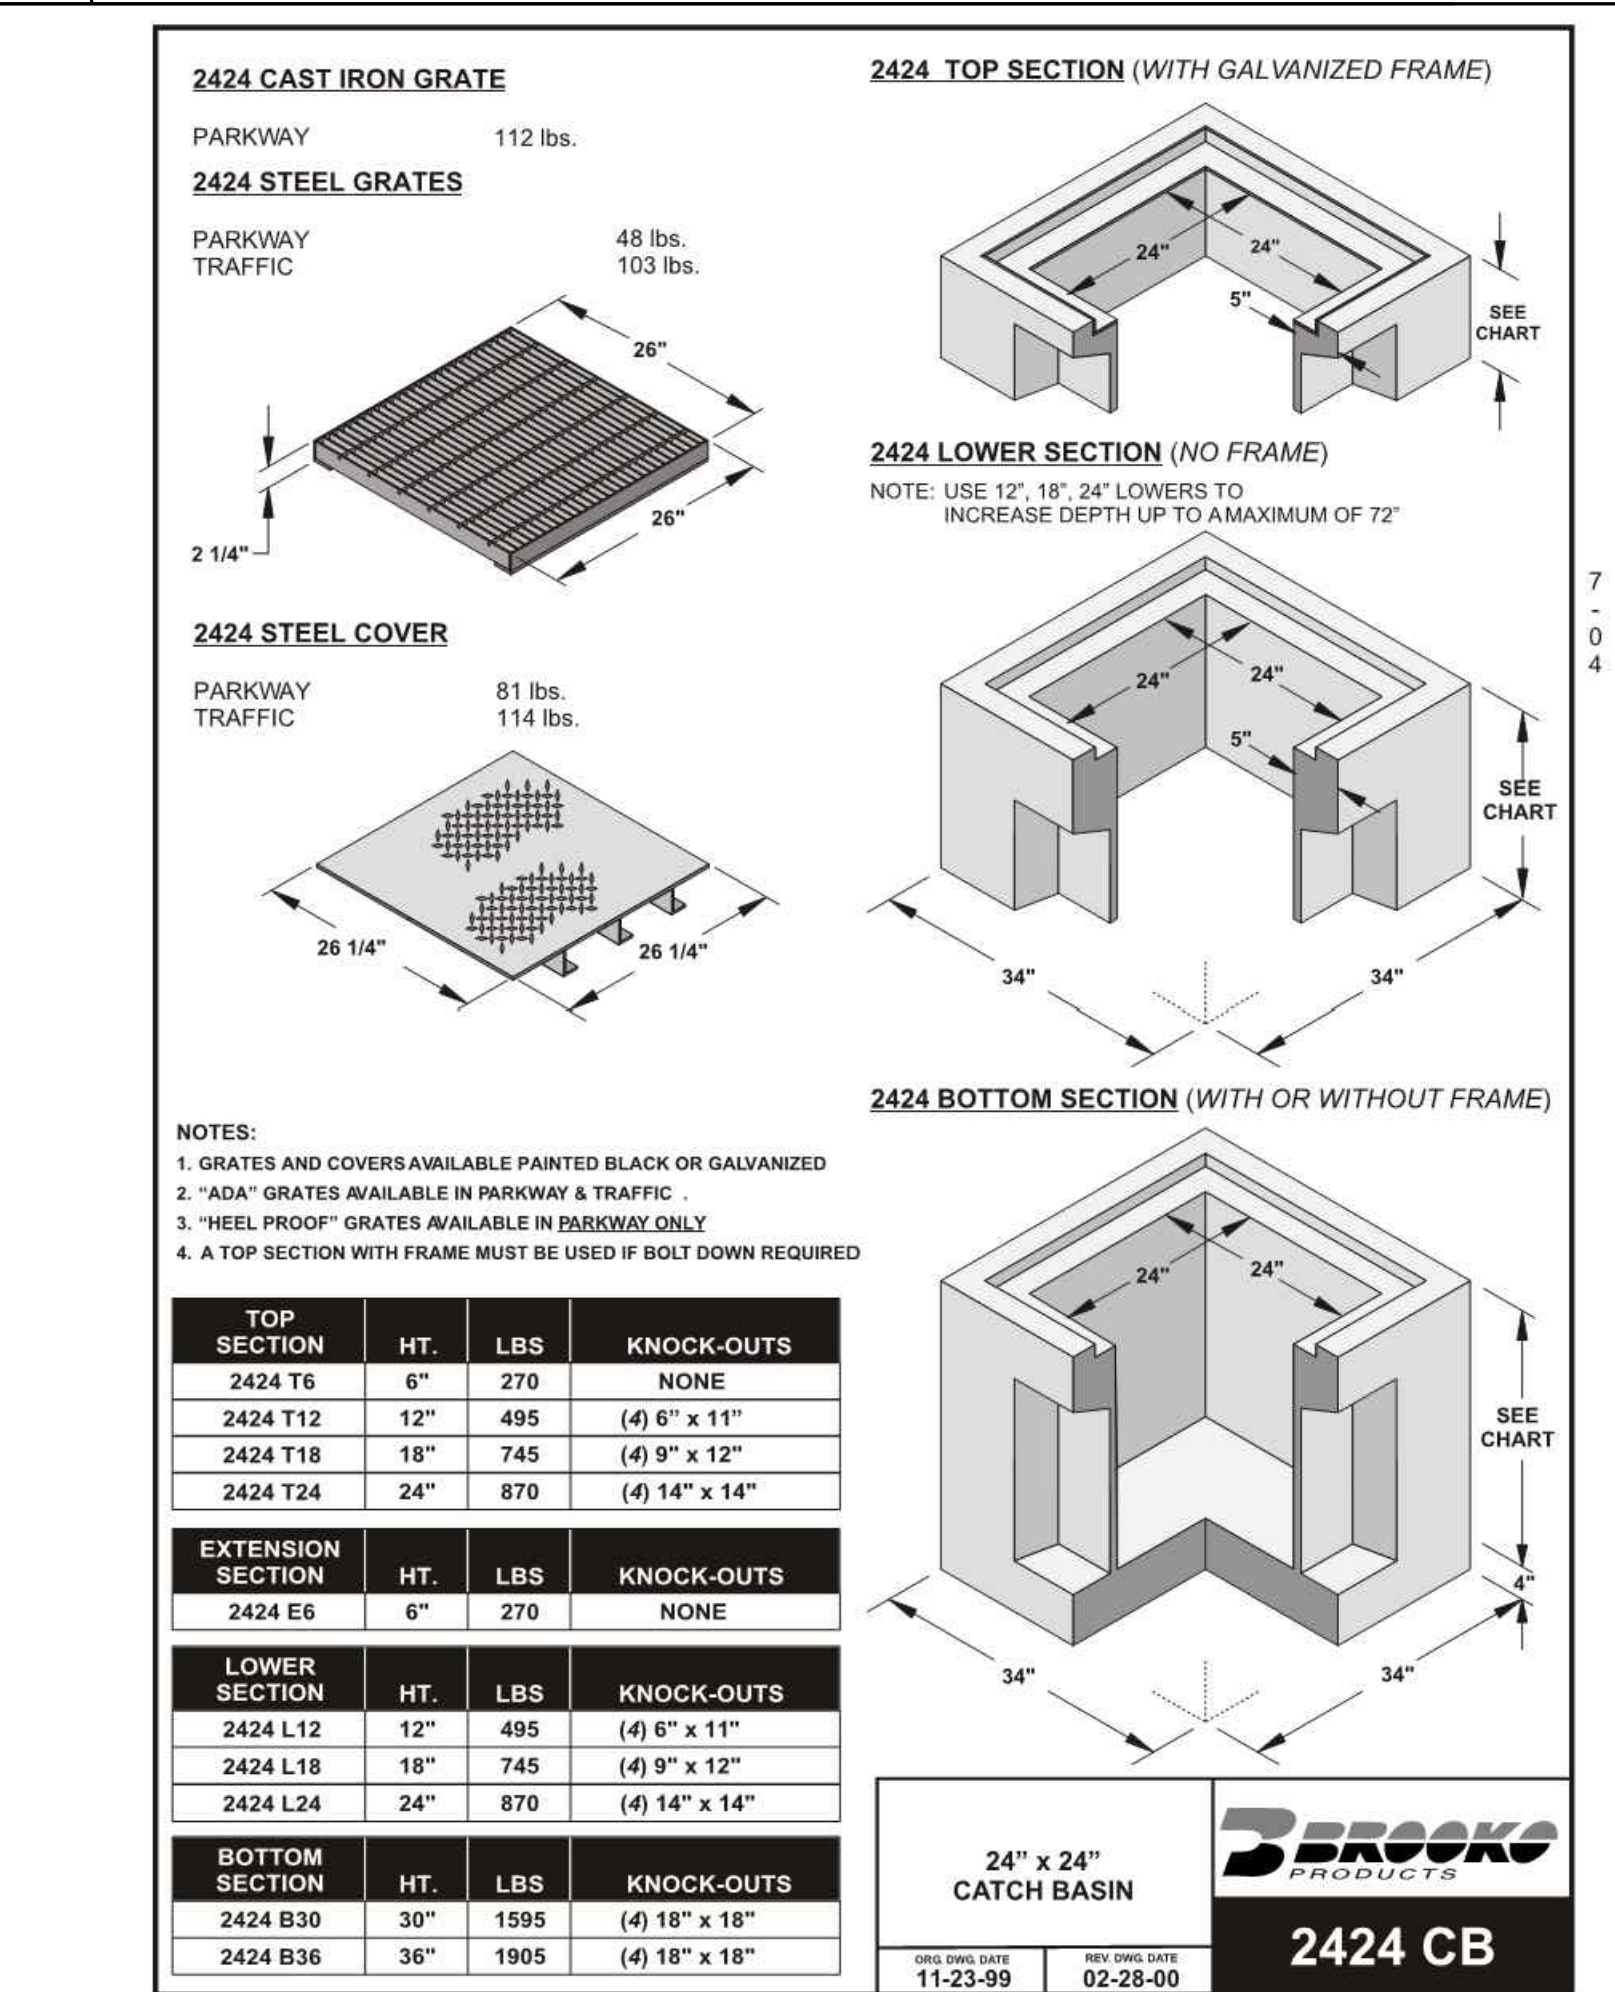 2424 CAST IRON GRATE
PARKWAY 112 lbs.
2424 STEEL GRATES
PARKWAY 48 lbs.
TRAFFIC 103 lbs.
26"
26"
2 1/4"
2424 STEEL COVER
PARKWAY 81 lbs.
TRAFFIC 114 lbs.
26 1/4"
26 1/4"
NOTES:
1. GRATES AND COVERS AVAILABLE PAINTED BLACK OR GALVANIZED
2. “ADA” GRATES AVAILABLE IN PARKWAY & TRAFFIC .
3. “HEEL PROOF” GRATES AVAILABLE IN PARKWAY ONLY
4. A TOP SECTION WITH FRAME MUST BE USED IF BOLT DOWN REQUIRED
TOP
SECTION HT. LBS KNOCK-OUTS
2424 T6 6" 270 NONE
2424 T12 12" 495 (4) 6” x 11”
2424 T18 18" 745 (4) 9" x 12"
2424 T24 24" 870 (4) 14" x 14"
EXTENSION
SECTION HT. LBS KNOCK-OUTS
2424 E6 6" 270 NONE
LOWER
SECTION HT. LBS KNOCK-OUTS
2424 L12 12" 495 (4) 6" x 11"
2424 L18 18" 745 (4) 9" x 12"
2424 L24 24" 870 (4) 14" x 14"
BOTTOM
SECTION HT. LBS KNOCK-OUTS
2424 B30 30" 1595 (4) 18" x 18"
2424 B36 36" 1905 (4) 18" x 18"
2424 TOP SECTION (WITH GALVANIZED FRAME)
24"
24"
5"
SEE
CHART
2424 LOWER SECTION (NO FRAME)
NOTE: USE 12”, 18”, 24” LOWERS TO
INCREASE DEPTH UP TO A MAXIMUM OF 72”
24"
24"
5"
SEE
CHART
34"
34"
2424 BOTTOM SECTION (WITH OR WITHOUT FRAME)
24"
24"
SEE
CHART
4"
34"
34"
24” x 24”
CATCH BASIN
ORG. DWG. DATE
11-23-99
REV. DWG. DATE
02-28-00
BROOKS
PRODUCTS
2424 CB
7
-
0
4